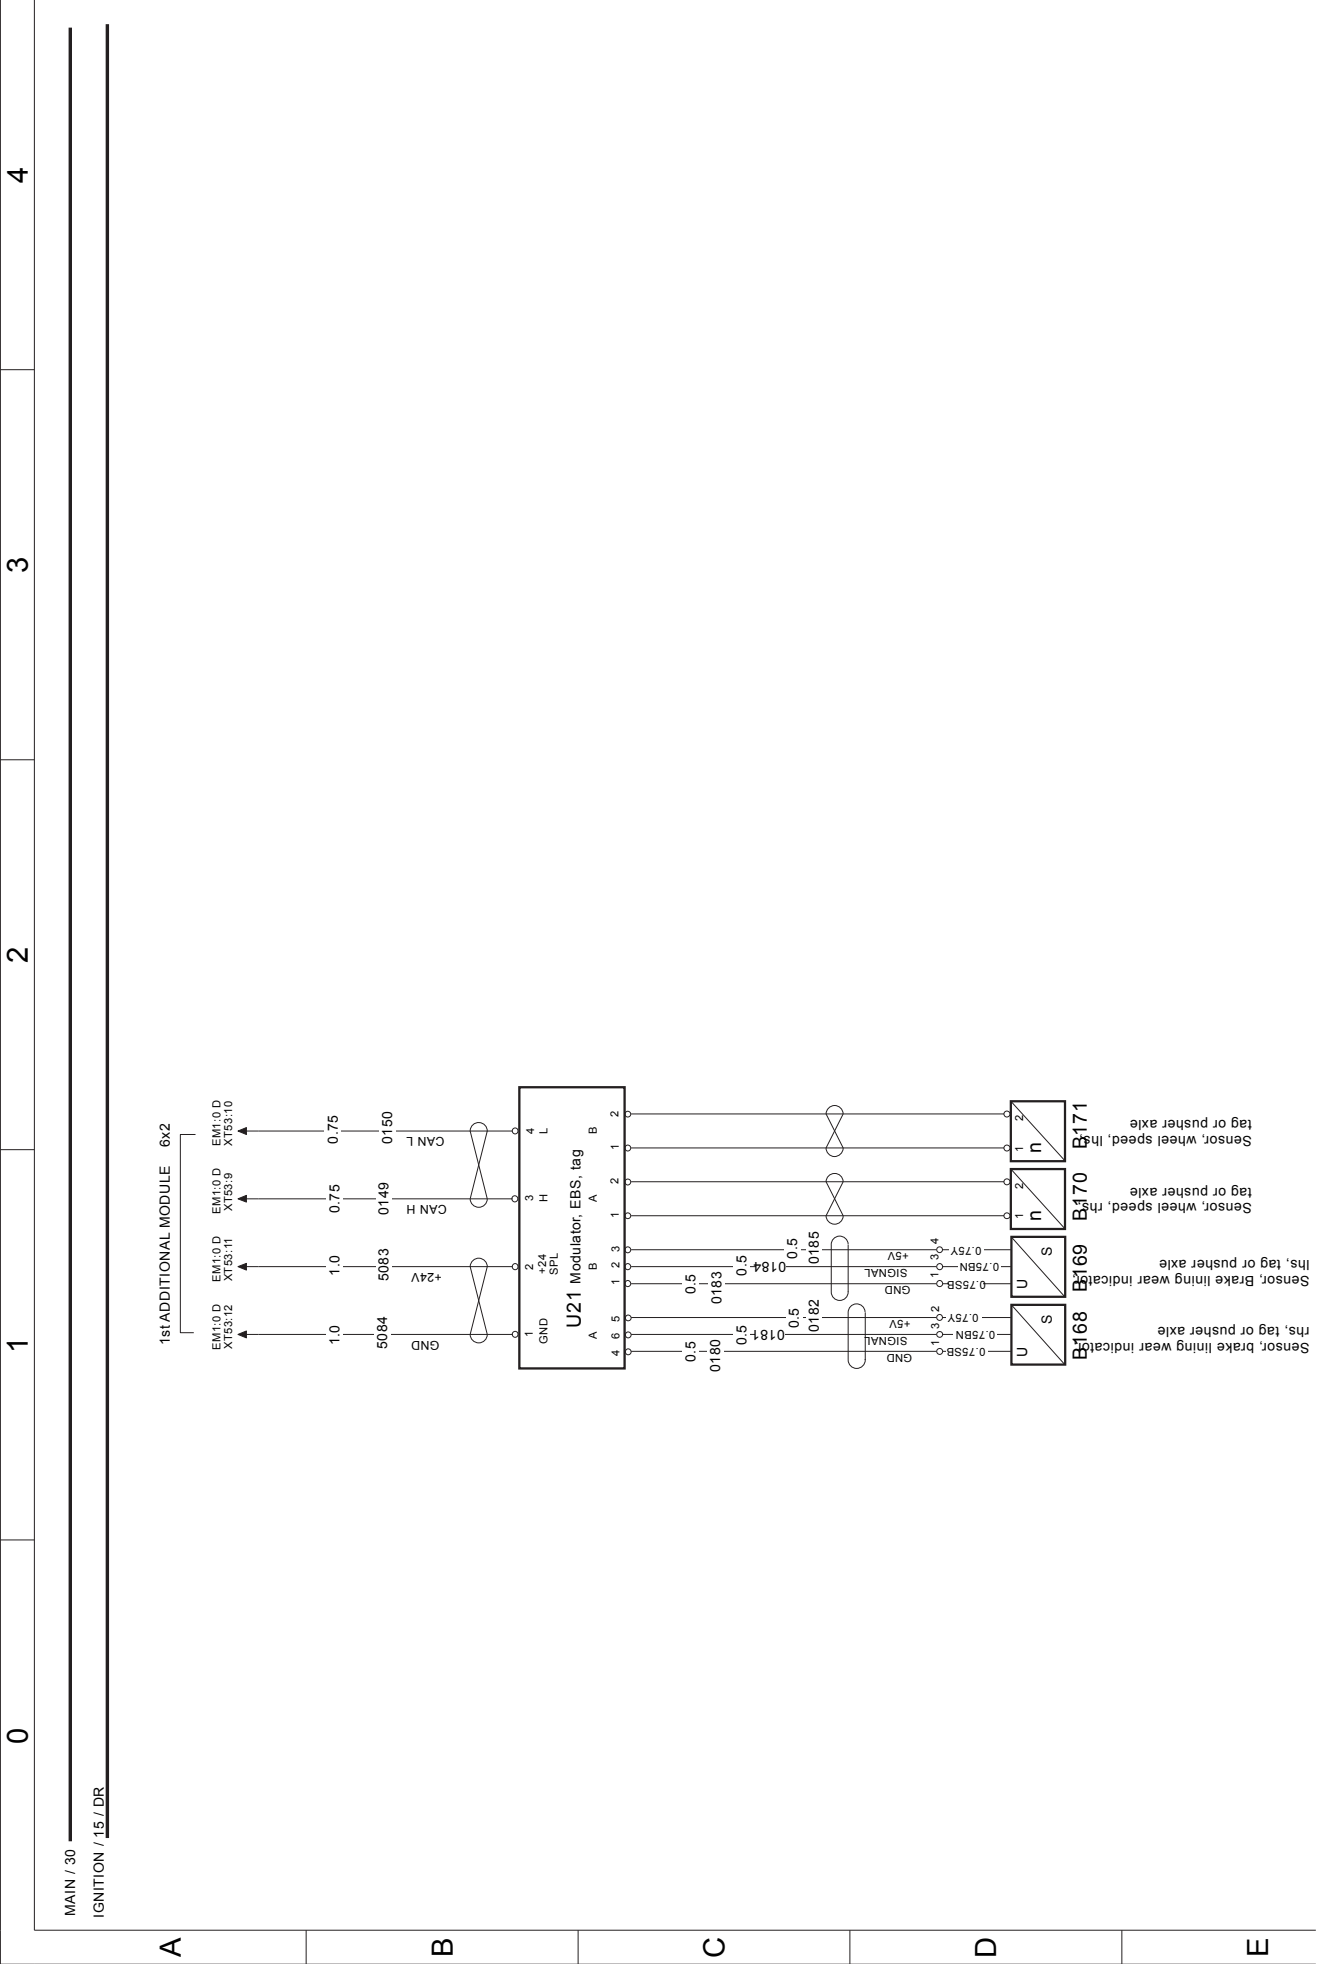 0
1
2
3
4
A
B
C
D
E
MAIN / 30
IGNITION / 15 / DR
1st ADDITIONAL MODULE 6x2
EM1:0 D
XT53:12
EM1:0 D
XT53:11
EM1:0 D
XT53:9
EM1:0 D
XT53:10
1.0
1.0
0.75
0.75
5084
5083
0149
0150
GND
+24V
CAN H
CAN L
1
2
3
4
GND
+24
SPL
H
L
U21 Modulator, EBS, tag
A
B
A
B
4
6
5
1
2
3
1
2
1
2
0.5
0180
0.5
0181
0.5
0182
0.5
0183
0.5
0184
0.5
0185
GND
SIGNAL
+5V
GND
SIGNAL
+5V
1
3
2
1
3
4
0.75SB
0.75BN
0.75Y
0.75SB
0.75BN
0.75Y
U
S
U
S
1
2
n
1
2
n
B168
B169
B170
B171
Sensor, brake lining wear indicator,
rhs, tag or pusher axle
Sensor, Brake lining wear indicator,
lhs, tag or pusher axle
Sensor, wheel speed, rhs,
tag or pusher axle
Sensor, wheel speed, lhs,
tag or pusher axle